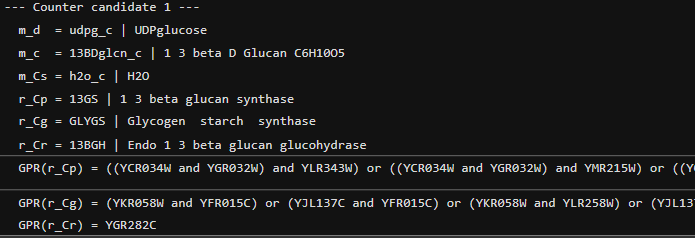 --- Counter candidate 1 ---
m_d = udpg_c | UDPglucose
m_c = 13BDglcn_c | 1 3 beta D Glucan C6H10O5
m_Cs = h2o_c | H2O
r_Cp = 13GS | 1 3 beta glucan synthase
r_Cg = GLYGS | Glycogen starch synthase
r_Cr = 13BGH | Endo 1 3 beta glucan glucohydrase
GPR(r_Cp) = ((YCR034W and YGR032W) and YLR343W) or ((YCR034W and YGR032W) and YMR215W) or ((Y
GPR(r_Cg) = (YKR058W and YFR015C) or (YJL137C and YFR015C) or (YKR058W and YLR258W) or (YJL13
GPR(r_Cr) = YGR282C